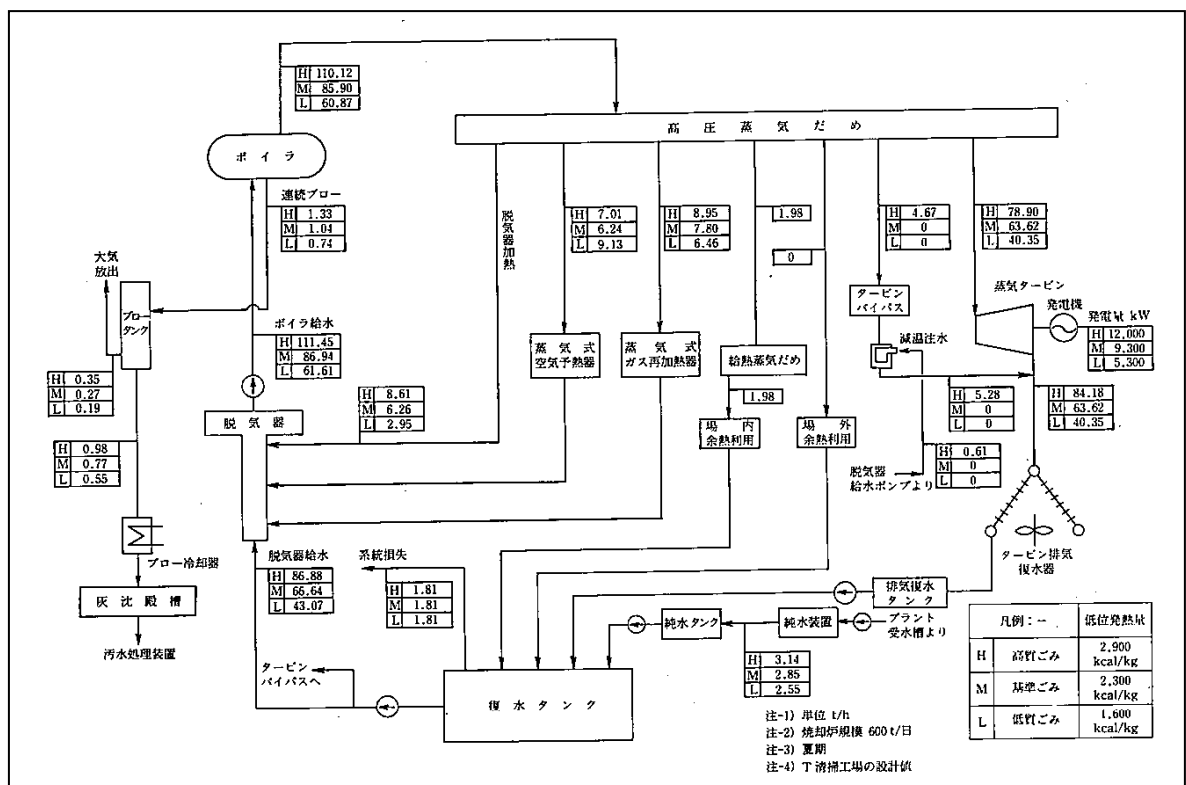 H 110.12
M 85.90
L 60.87
高圧蒸気だめ
ボイラ
連続ブロー
H 1.33
M 1.04
L 0.74
脱気器加熱
H 7.01
M 6.24
L 9.13
H 8.95
M 7.80
L 6.46
1.98
0
H 4.67
M 0
L 0
H 78.90
M 63.62
L 40.35
大気
放出
ブロー
タンク
ボイラ給水
H 111.45
M 86.94
L 61.61
蒸気式
空気予熱器
蒸気式
ガス再加熱器
給熱蒸気だめ
タービン
バイパス
減温注水
蒸気タービン
発電機
発電量 kW
H 12,000
M 9,300
L 5,300
H 0.35
M 0.27
L 0.19
脱気器
H 8.61
M 6.26
L 2.95
1.98
H 5.28
M 0
L 0
H 84.18
M 63.62
L 40.35
H 0.98
M 0.77
L 0.55
場内
余熱利用
場外
余熱利用
H 0.61
M 0
L 0
脱気器
給水ポンプより
タービン排気
復水器
ブロー冷却器
灰沈殿槽
汚水処理装置
脱気器給水
H 86.88
M 66.64
L 43.07
系統損失
H 1.81
M 1.81
L 1.81
排気復水
タンク
純水タンク
純水装置
プラント
受水槽より
H 3.14
M 2.85
L 2.55
タービン
バイパスへ
復水タンク
凡例：― 低位発熱量
H 高質ごみ 2,900 kcal/kg
M 基準ごみ 2,300 kcal/kg
L 低質ごみ 1,600 kcal/kg
注-1) 単位 t/h
注-2) 焼却炉規模 600t/日
注-3) 夏期
注-4) T清掃工場の設計値